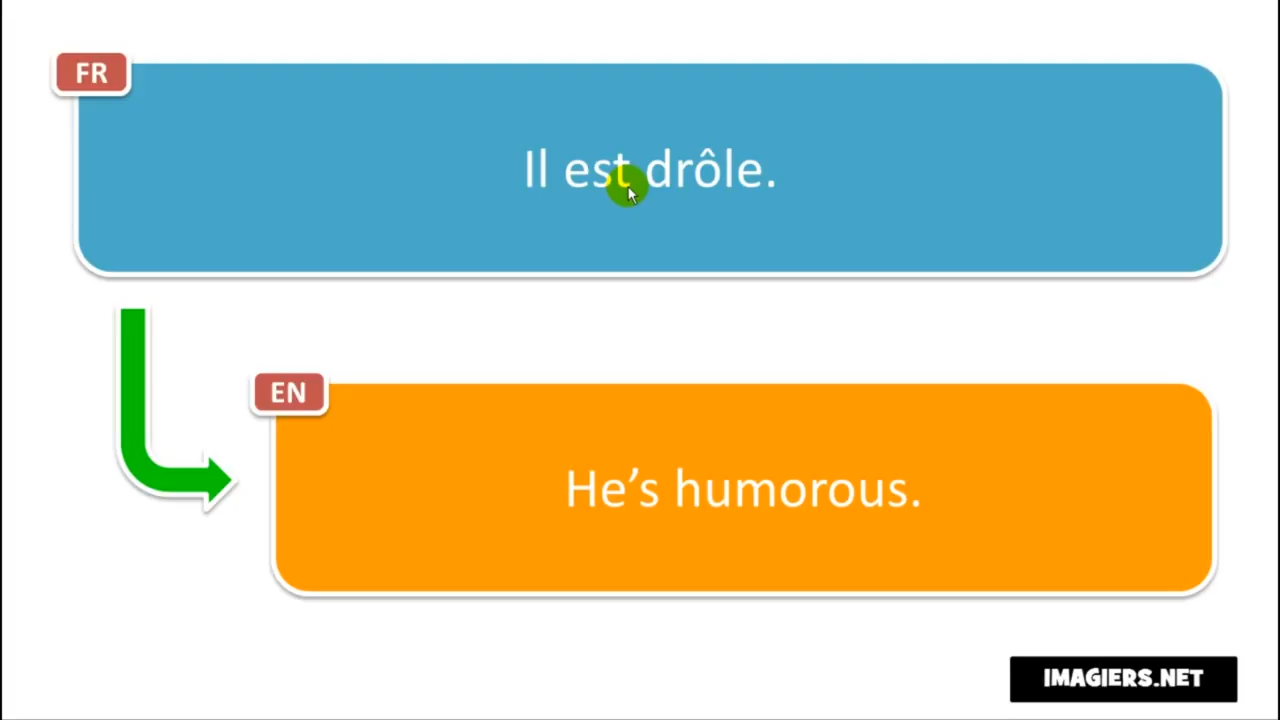 FR
Il est drôle.
EN
He’s humorous.
IMAGIERS.NET